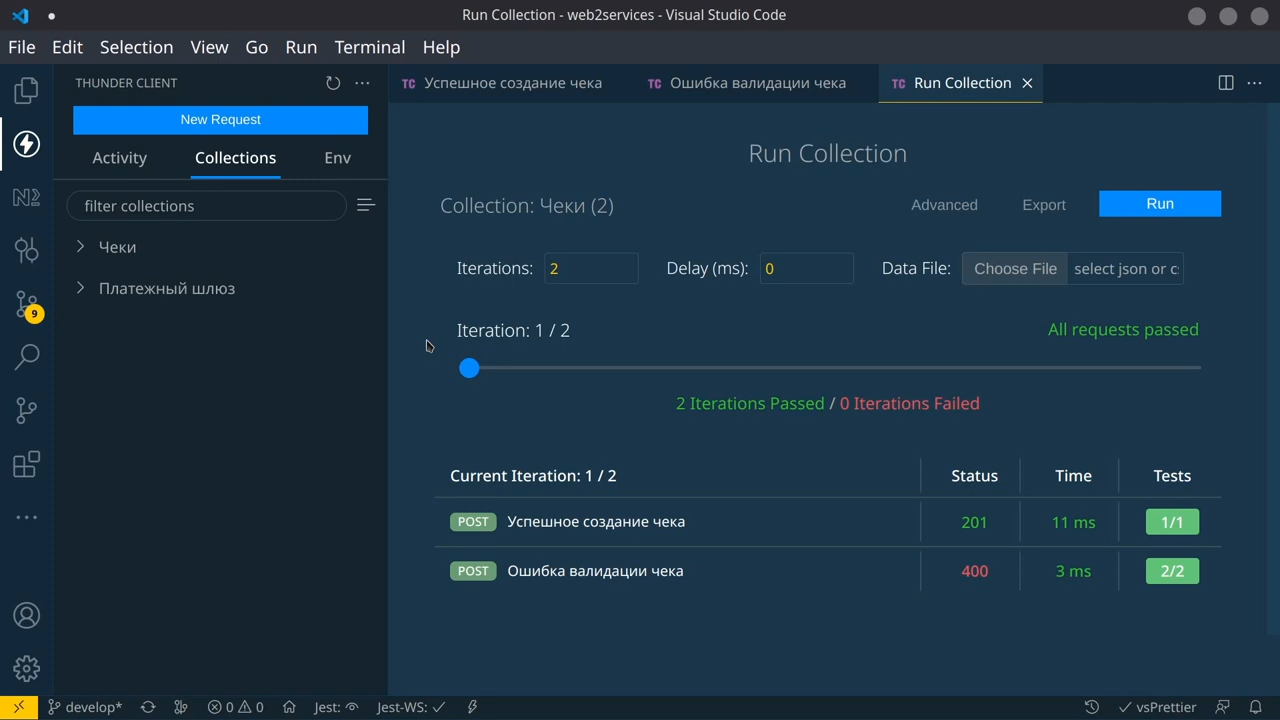 Run Collection - web2services - Visual Studio Code
File Edit Selection View Go Run Terminal Help
THUNDER CLIENT
TC Успешное создание чека TC Ошибка валидации чека TC Run Collection
New Request
Activity Collections Env
filter collections
Чеки
Платежный шлюз
9
Run Collection
Collection: Чеки (2) Advanced Export Run
Iterations: 2 Delay (ms): 0 Data File: Choose File select json or c
Iteration: 1 / 2 All requests passed
2 Iterations Passed / 0 Iterations Failed
Current Iteration: 1 / 2 Status Time Tests
POST Успешное создание чека 201 11 ms 1/1
POST Ошибка валидации чека 400 3 ms 2/2
develop* 0 0 Jest: Jest-WS: vsPrettier